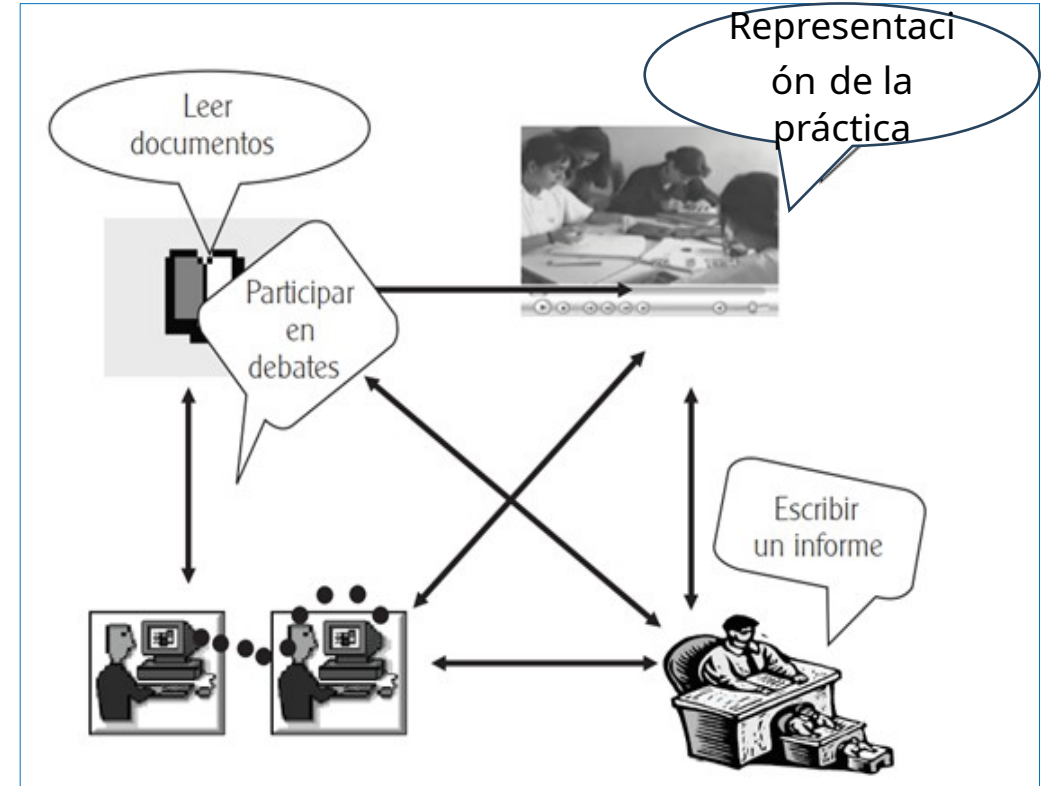 Representaci
ón de la
práctica
Leer
documentos
Participar
en
debates
Escribir
un informe